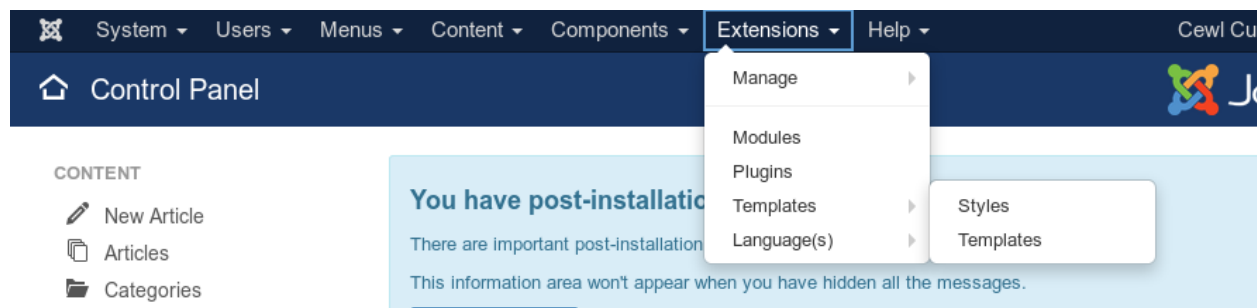 System Users Menus Content Components Extensions Help Cewl Cu
Control Panel
Manage
Modules
Plugins
Templates
Language(s)
Styles
Templates
CONTENT
New Article
Articles
Categories
You have post-installatio
There are important post-installation
This information area won't appear when you have hidden all the messages.